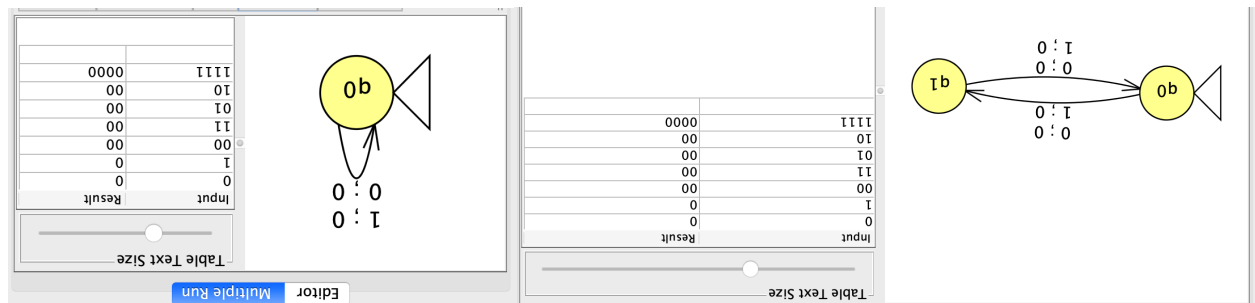 Table Text Size
Input Result
0 0
1 0
00 00
11 00
01 00
10 00
1111 0000
0 ; 0
1 ; 0
q0
q1
0 ; 0
1 ; 0
Editor
Multiple Run
Table Text Size
1 ; 0
0 ; 0
q0
Input Result
0 0
1 0
00 00
11 00
01 00
10 00
1111 0000